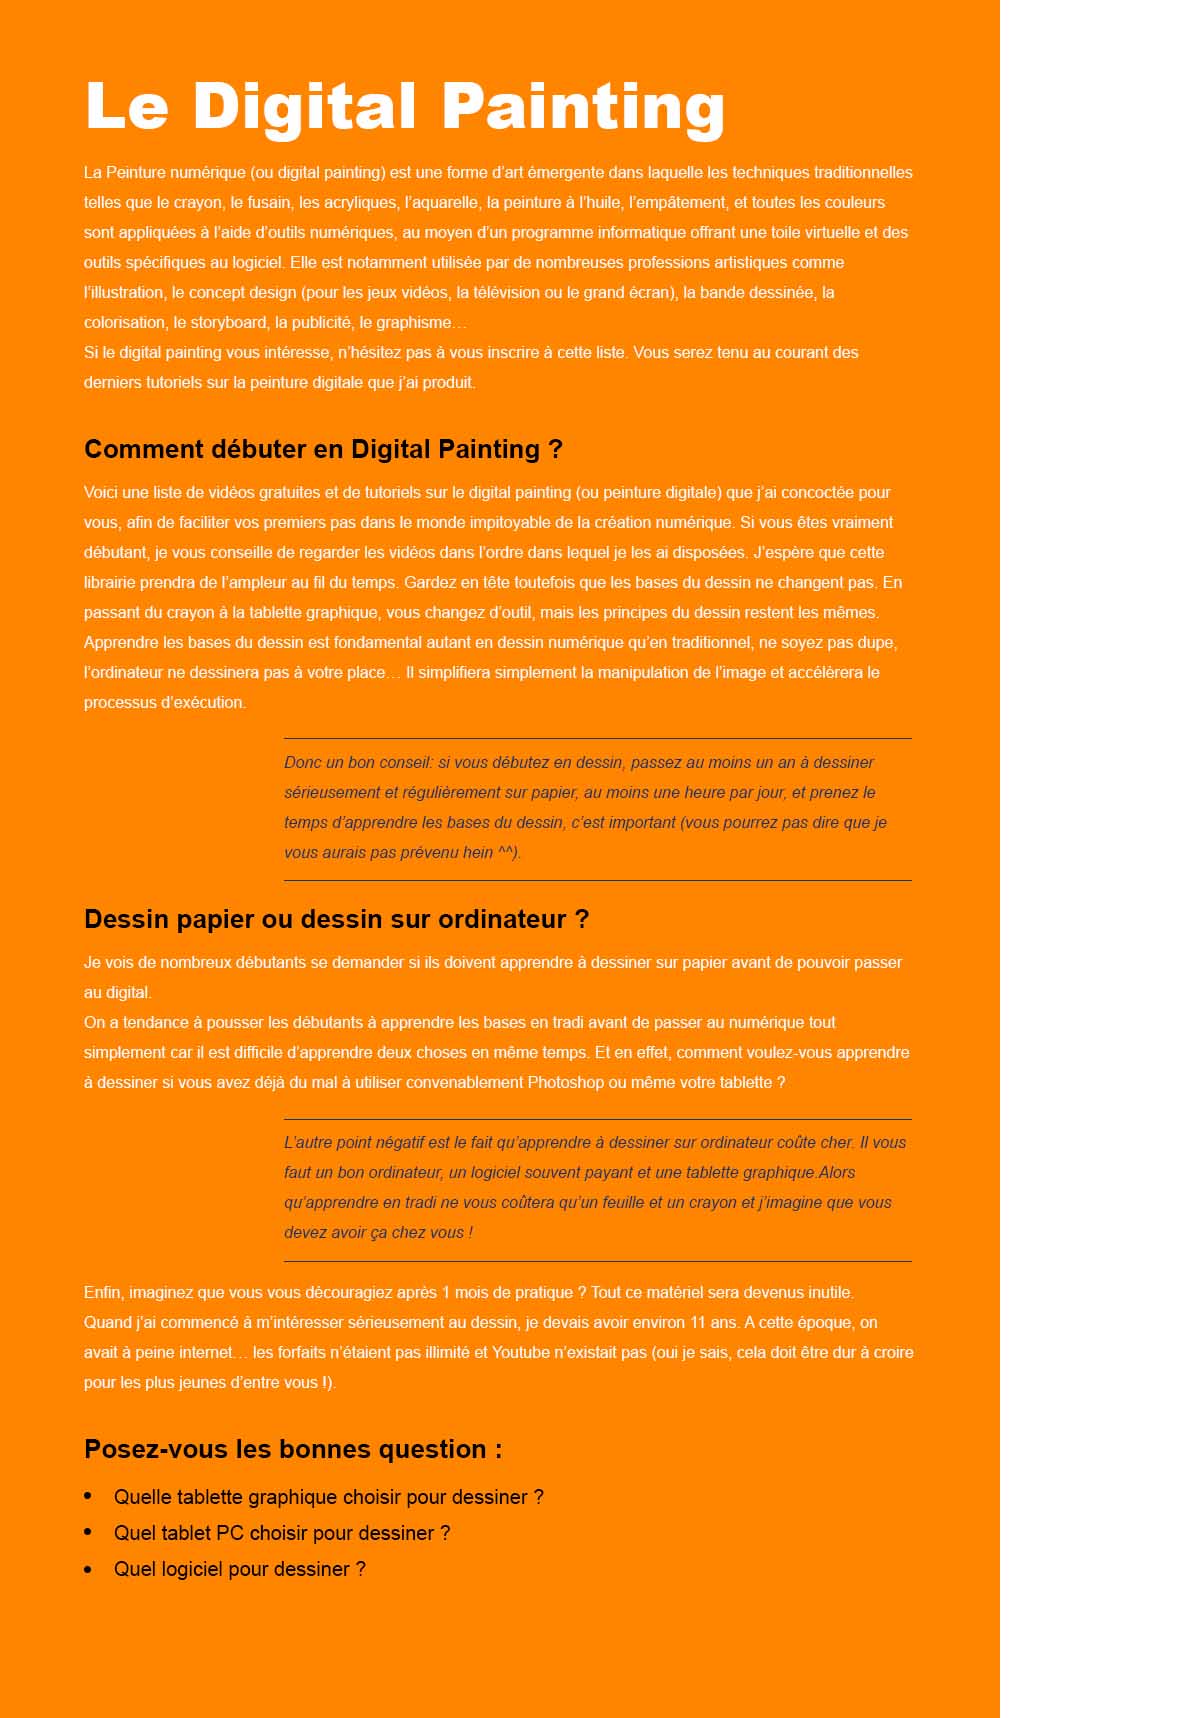 Le Digital Painting
La Peinture numérique (ou digital painting) est une forme d’art émergente dans laquelle les techniques traditionnelles
telles que le crayon, le fusain, les acryliques, l’aquarelle, la peinture à l’huile, l’empâtement, et toutes les couleurs
sont appliquées à l’aide d’outils numériques, au moyen d’un programme informatique offrant une toile virtuelle et des
outils spécifiques au logiciel. Elle est notamment utilisée par de nombreuses professions artistiques comme
l’illustration, le concept design (pour les jeux vidéos, la télévision ou le grand écran), la bande dessinée, la
colorisation, le storyboard, la publicité, le graphisme…
Si le digital painting vous intéresse, n’hésitez pas à vous inscrire à cette liste. Vous serez tenu au courant des
derniers tutoriels sur la peinture digitale que j’ai produit.
Comment débuter en Digital Painting ?
Voici une liste de vidéos gratuites et de tutoriels sur le digital painting (ou peinture digitale) que j’ai concoctée pour
vous, afin de faciliter vos premiers pas dans le monde impitoyable de la création numérique. Si vous êtes vraiment
débutant, je vous conseille de regarder les vidéos dans l’ordre dans lequel je les ai disposées. J’espère que cette
librairie prendra de l’ampleur au fil du temps. Gardez en tête toutefois que les bases du dessin ne changent pas. En
passant du crayon à la tablette graphique, vous changez d’outil, mais les principes du dessin restent les mêmes.
Apprendre les bases du dessin est fondamental autant en dessin numérique qu’en traditionnel, ne soyez pas dupe,
l’ordinateur ne dessinera pas à votre place… Il simplifiera simplement la manipulation de l’image et accélèrera le
processus d’exécution.
Donc un bon conseil: si vous débutez en dessin, passez au moins un an à dessiner
sérieusement et régulièrement sur papier, au moins une heure par jour, et prenez le
temps d’apprendre les bases du dessin, c’est important (vous pourrez pas dire que je
vous aurais pas prévenu hein ^^).
Dessin papier ou dessin sur ordinateur ?
Je vois de nombreux débutants se demander si ils doivent apprendre à dessiner sur papier avant de pouvoir passer
au digital.
On a tendance à pousser les débutants à apprendre les bases en tradi avant de passer au numérique tout
simplement car il est difficile d’apprendre deux choses en même temps. Et en effet, comment voulez-vous apprendre
à dessiner si vous avez déjà du mal à utiliser convenablement Photoshop ou même votre tablette ?
L’autre point négatif est le fait qu’apprendre à dessiner sur ordinateur coûte cher. Il vous
faut un bon ordinateur, un logiciel souvent payant et une tablette graphique.Alors
qu’apprendre en tradi ne vous coûtera qu’un feuille et un crayon et j’imagine que vous
devez avoir ça chez vous !
Enfin, imaginez que vous vous découragiez après 1 mois de pratique ? Tout ce matériel sera devenus inutile.
Quand j’ai commencé à m’intéresser sérieusement au dessin, je devais avoir environ 11 ans. A cette époque, on
avait à peine internet… les forfaits n’étaient pas illimité et Youtube n’existait pas (oui je sais, cela doit être dur à croire
pour les plus jeunes d’entre vous !).
Posez-vous les bonnes question :
• Quelle tablette graphique choisir pour dessiner ?
• Quel tablet PC choisir pour dessiner ?
• Quel logiciel pour dessiner ?